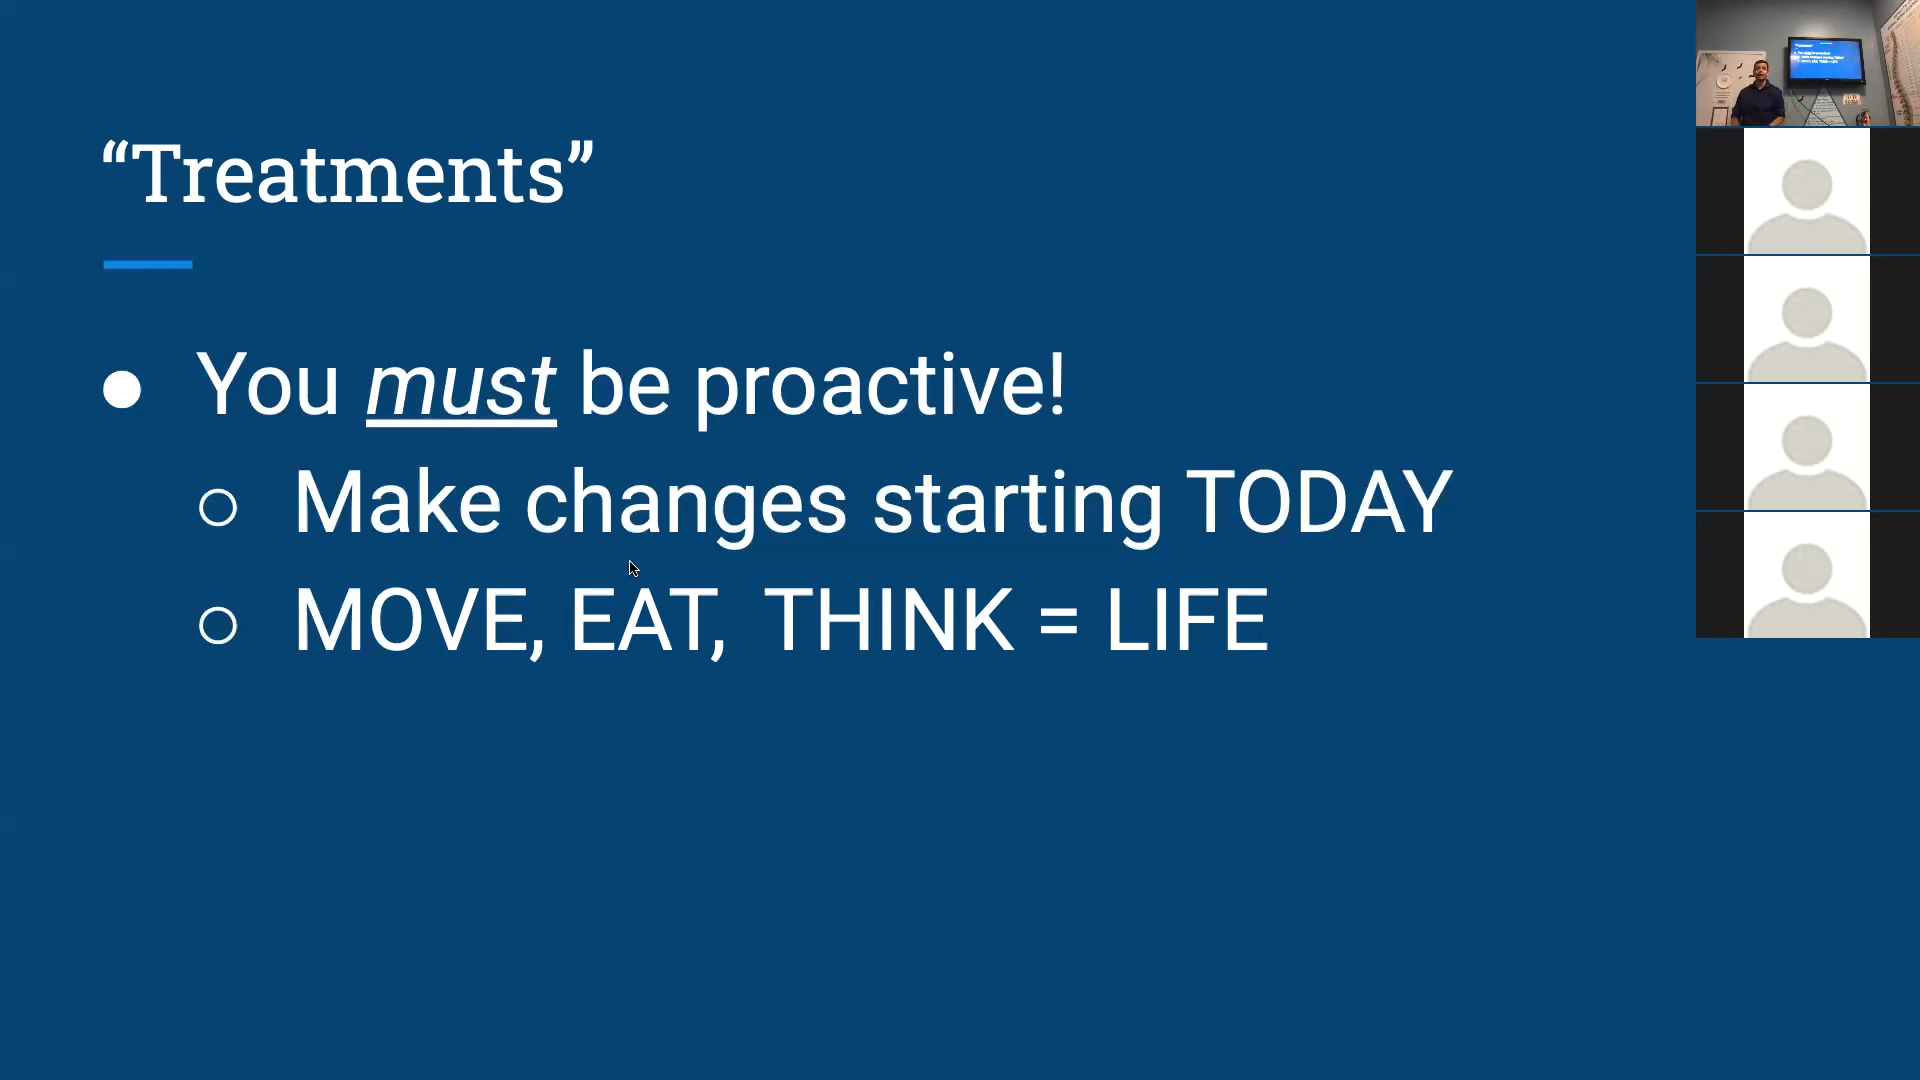 “Treatments”
● You must be proactive!
○ Make changes starting TODAY
○ MOVE, EAT, THINK = LIFE